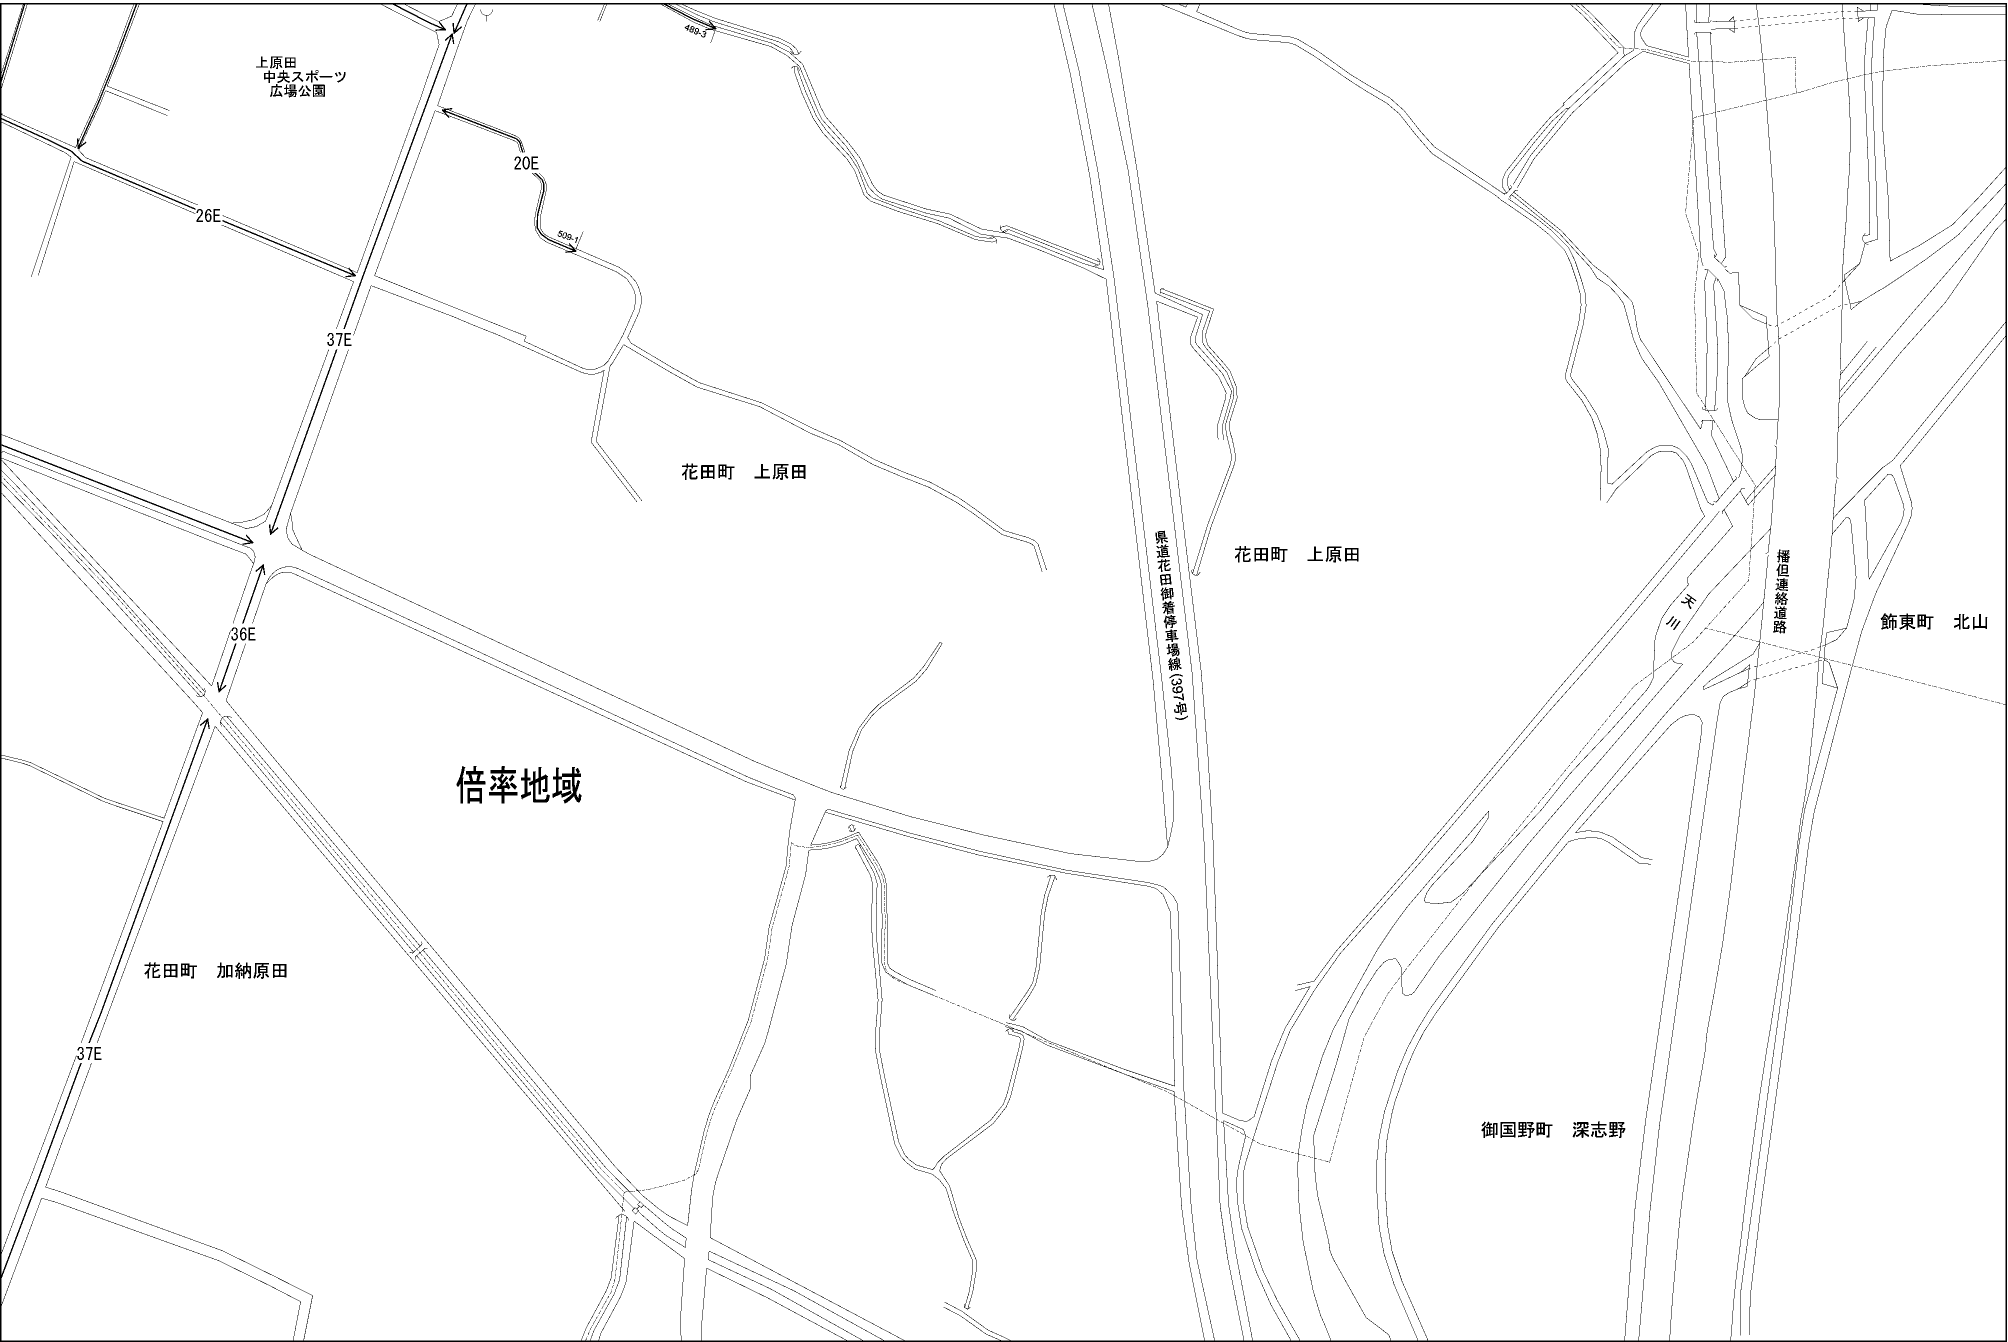 489-3
上原田
中央スポーツ
広場公園
20E
26E
509-1
37E
花田町　上原田
花田町　上原田
県道花田御着停車場線(397号)
播但連絡道路
天川
飾東町　北山
36E
倍率地域
花田町　加納原田
37E
御国野町　深志野